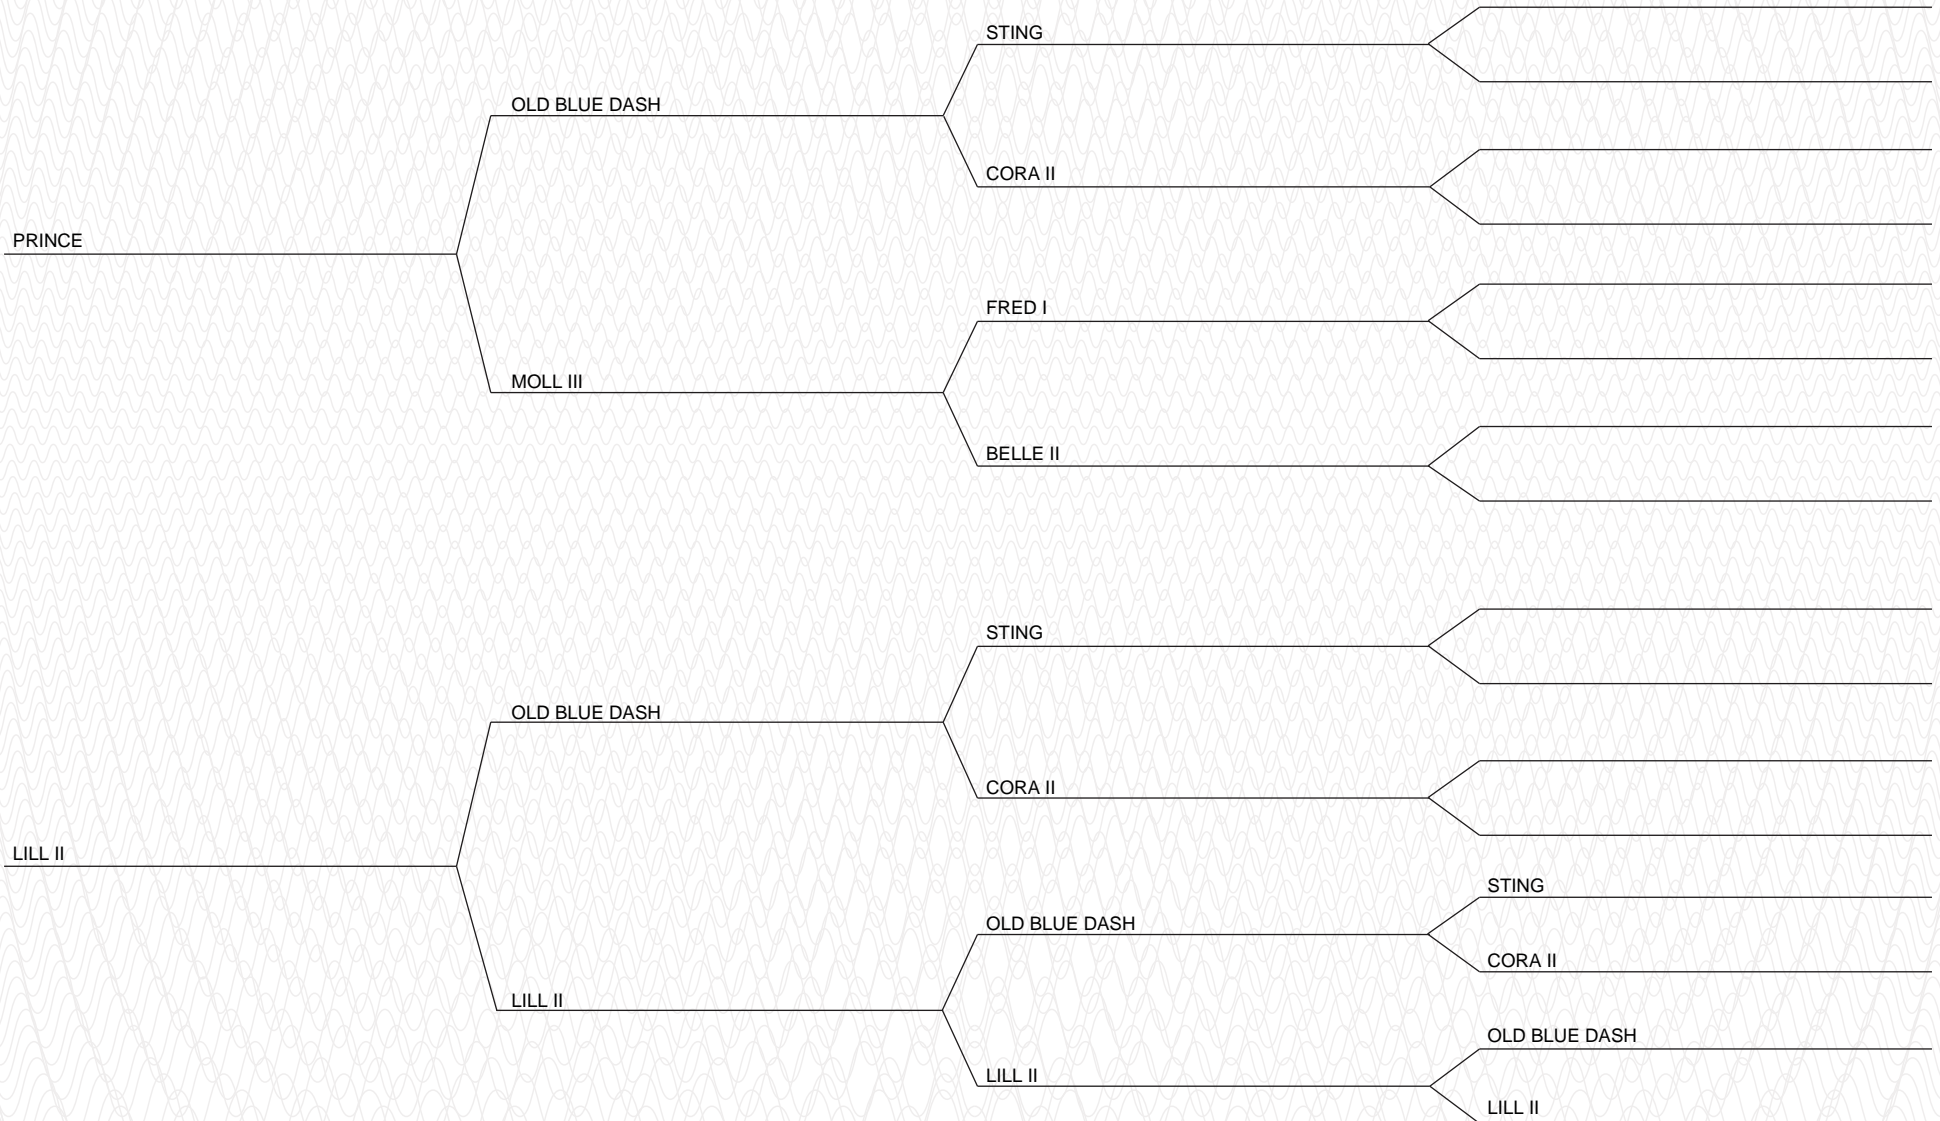 STING
OLD BLUE DASH
CORA II
PRINCE
FRED I
MOLL III
BELLE II
STING
OLD BLUE DASH
CORA II
LILL II
STING
OLD BLUE DASH
CORA II
LILL II
OLD BLUE DASH
LILL II
LILL II